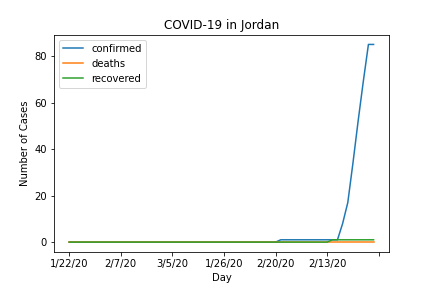 COVID-19 in Jordan
confirmed
deaths
recovered
Number of Cases
80
60
40
20
0
1/22/20 2/7/20 3/5/20 1/26/20 2/20/20 2/13/20
Day